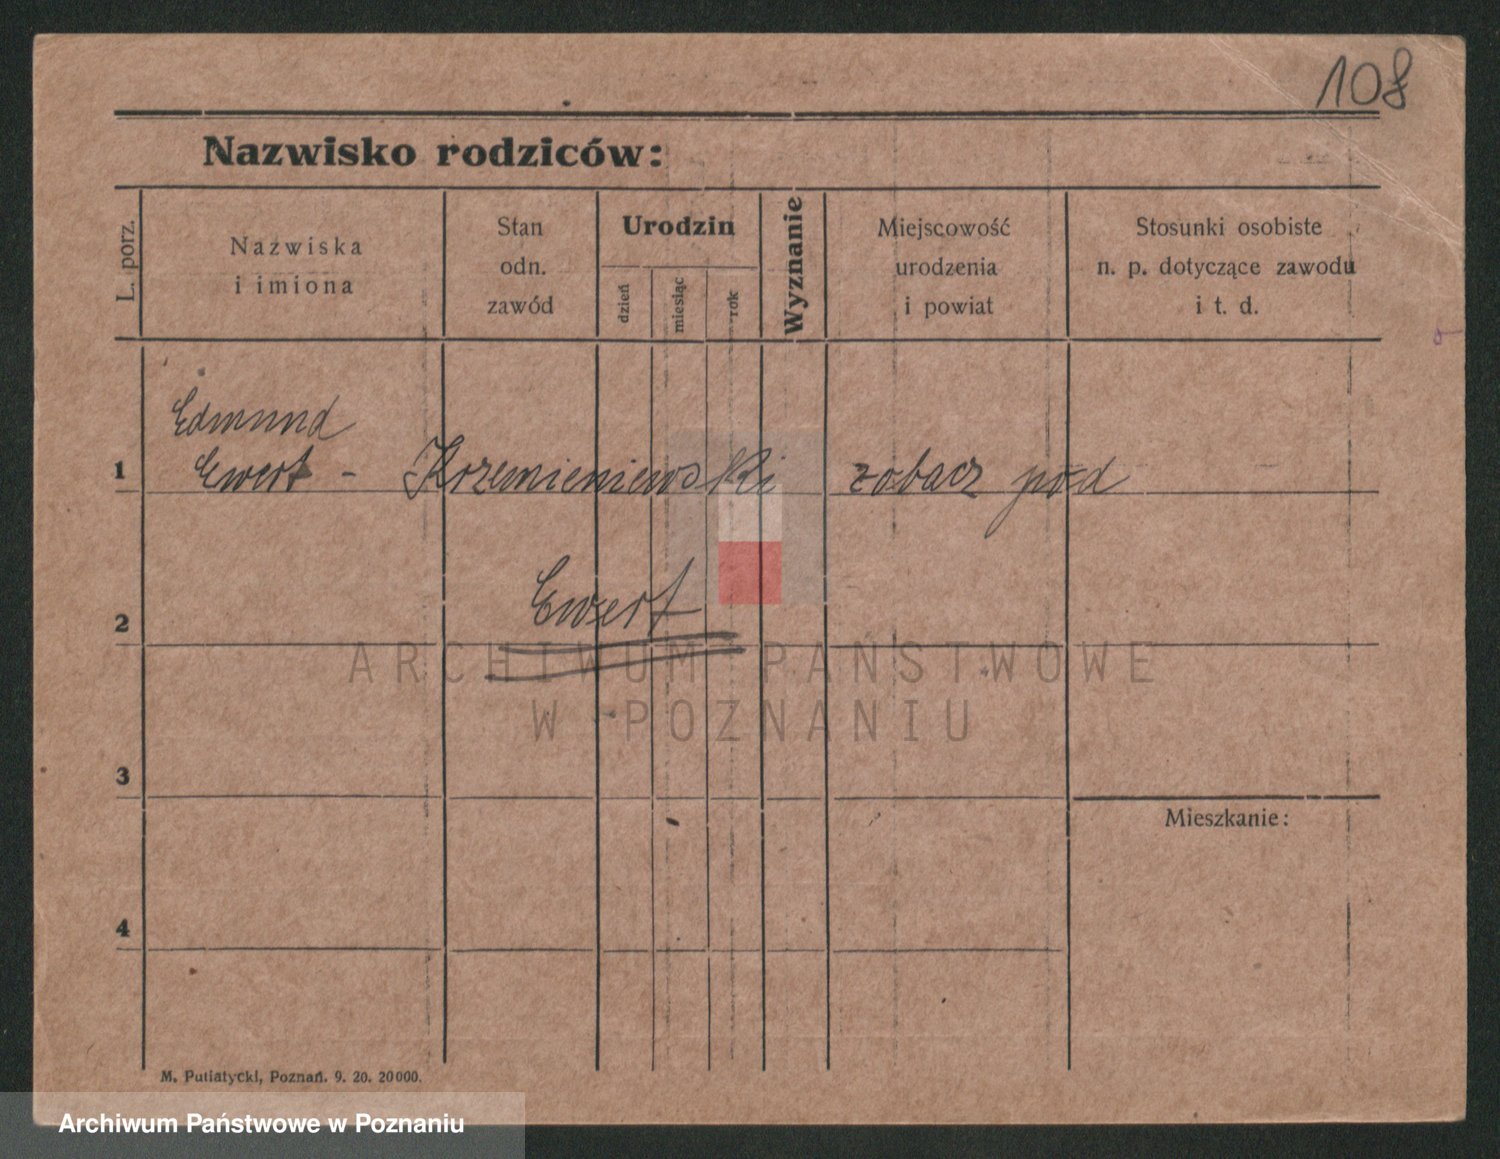 108
Nazwisko rodziców:
L. porz.
Nazwiska
i imiona
Stan
odn.
zawód
Urodzin
dzień
miesiąc
rok
Wyznanie
Miejscowość
urodzenia
i powiat
Stosunki osobiste
n. p. dotyczące zawodu
i t. d.
Edmund
1 Ewert - Krzemieniewski zobacz pod
2 Ewert
ARCHIWUM PAŃSTWOWE
W POZNANIU
3
Mieszkanie:
4
M. Putiatycki, Poznań. 9. 20. 20000.
Archiwum Państwowe w Poznaniu